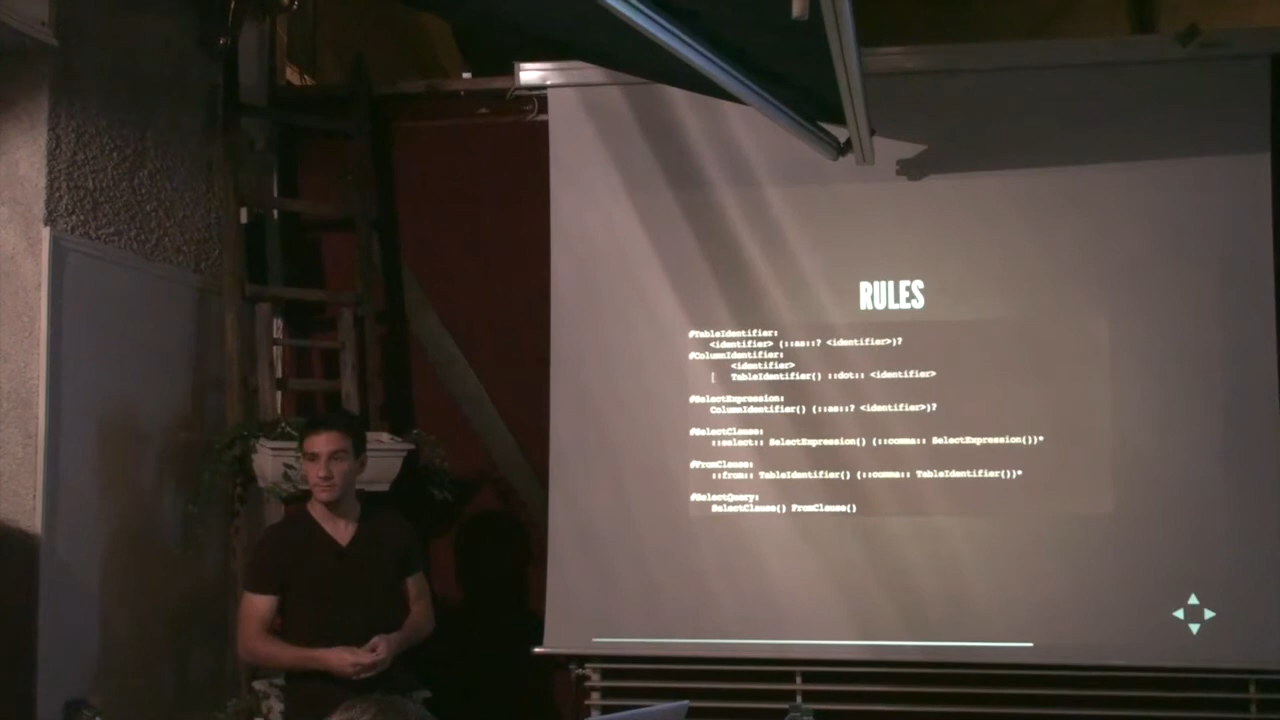 RULES
#TableIdentifier:
<identifier> (::as::? <identifier>)?
#ColumnIdentifier:
<identifier>
| TableIdentifier() ::dot:: <identifier>
#SelectExpression:
ColumnIdentifier() (::as::? <identifier>)?
#SelectClause:
::select:: SelectExpression() (::comma:: SelectExpression())*
#FromClause:
::from:: TableIdentifier() (::comma:: TableIdentifier())*
#SelectQuery:
SelectClause() FromClause()